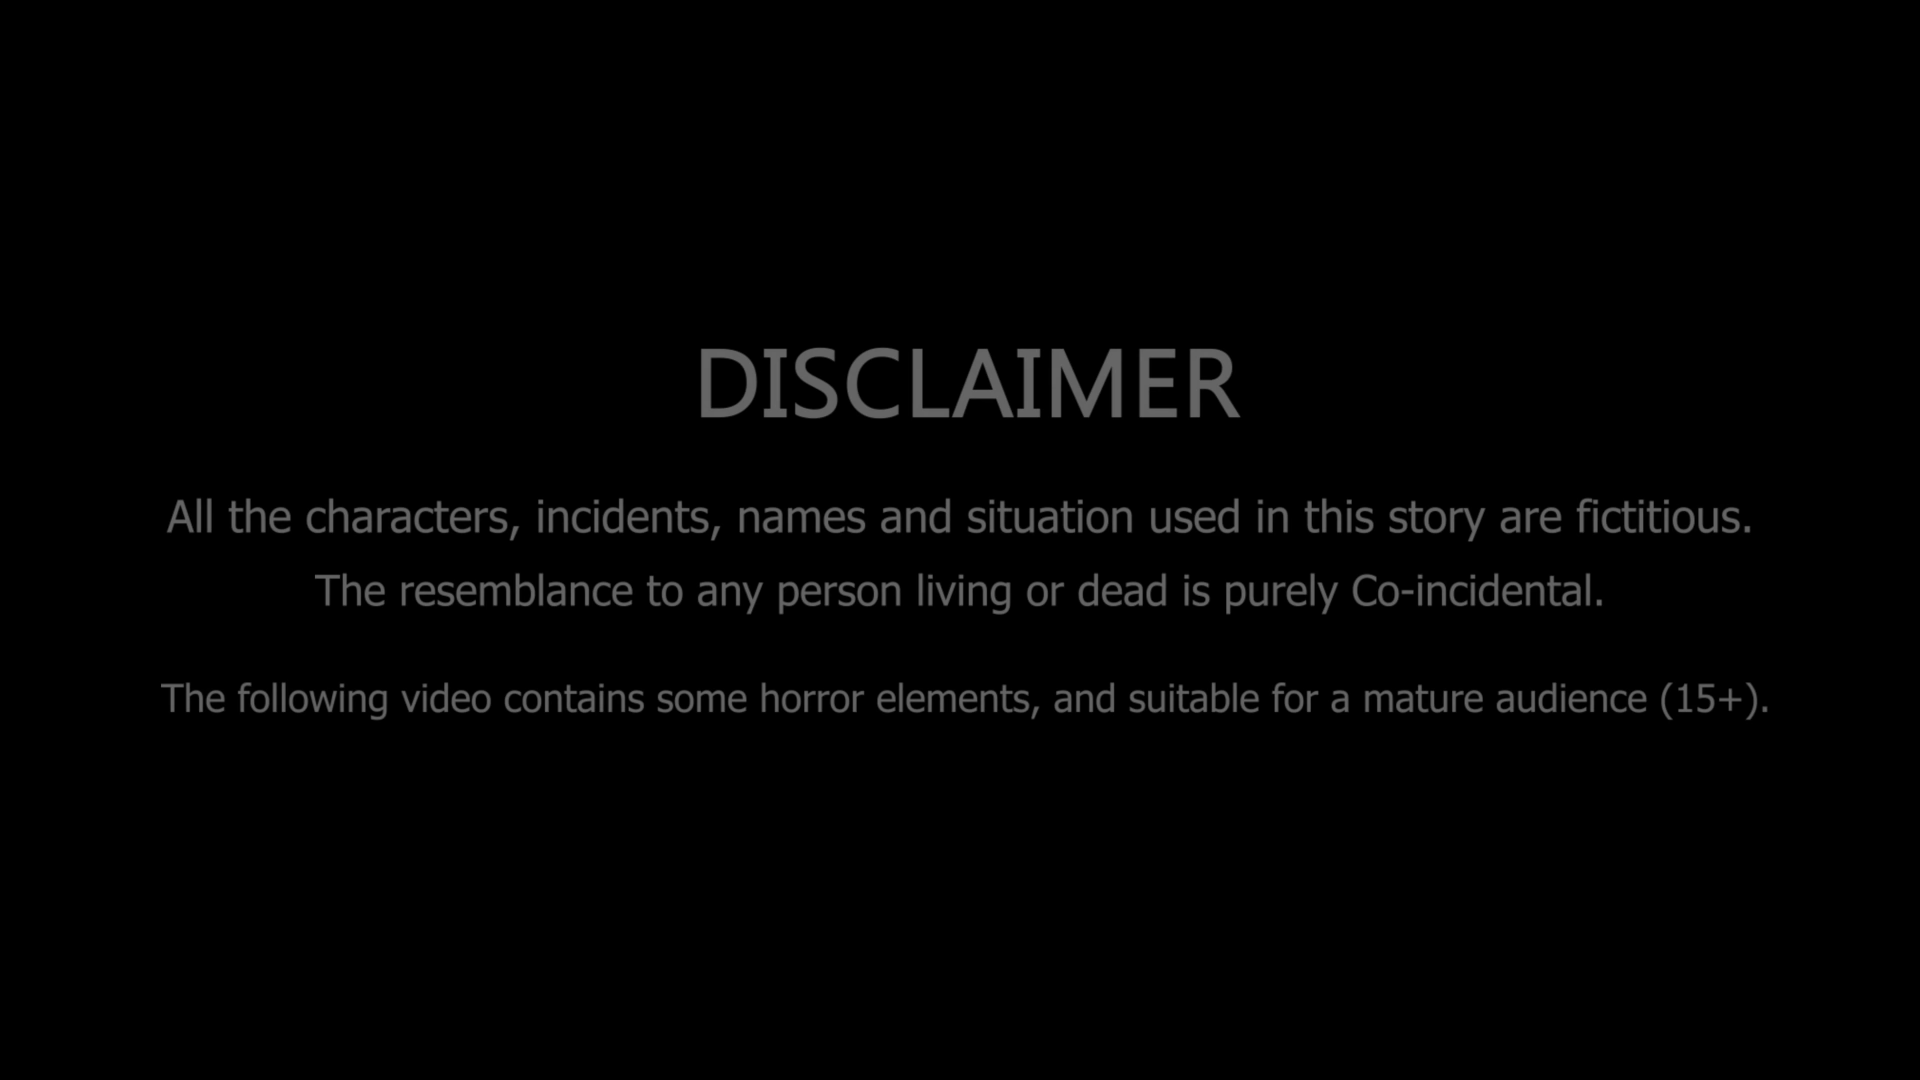 DISCLAIMER
All the characters, incidents, names and situation used in this story are fictitious.
The resemblance to any person living or dead is purely Co-incidental.
The following video contains some horror elements, and suitable for a mature audience (15+).